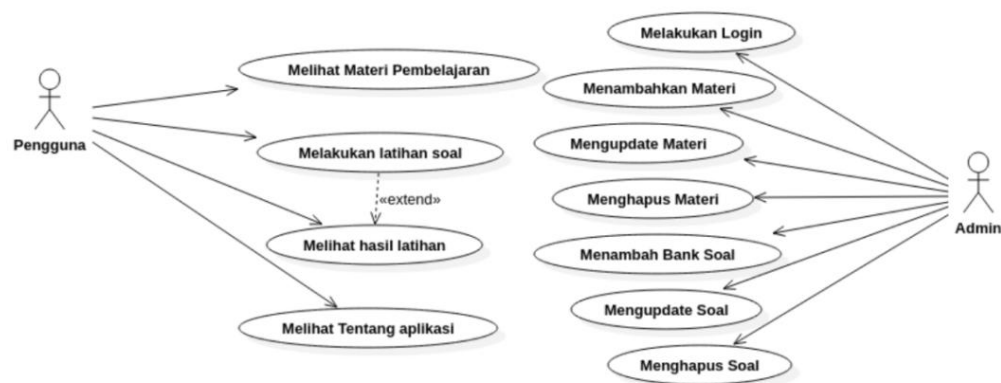 Pengguna
Melihat Materi Pembelajaran
Melakukan latihan soal
«extend»
Melihat hasil latihan
Melihat Tentang aplikasi
Melakukan Login
Menambahkan Materi
Mengupdate Materi
Menghapus Materi
Menambah Bank Soal
Mengupdate Soal
Menghapus Soal
Admin